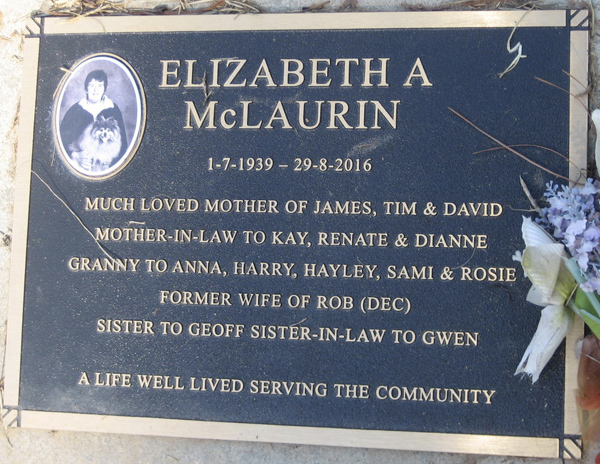 ELIZABETH A
McLAURIN
1-7-1939 – 29-8-2016
MUCH LOVED MOTHER OF JAMES, TIM & DAVID
MOTHER-IN-LAW TO KAY, RENATE & DIANNE
GRANNY TO ANNA, HARRY, HAYLEY, SAMI & ROSIE
FORMER WIFE OF ROB (DEC)
SISTER TO GEOFF SISTER-IN-LAW TO GWEN
A LIFE WELL LIVED SERVING THE COMMUNITY